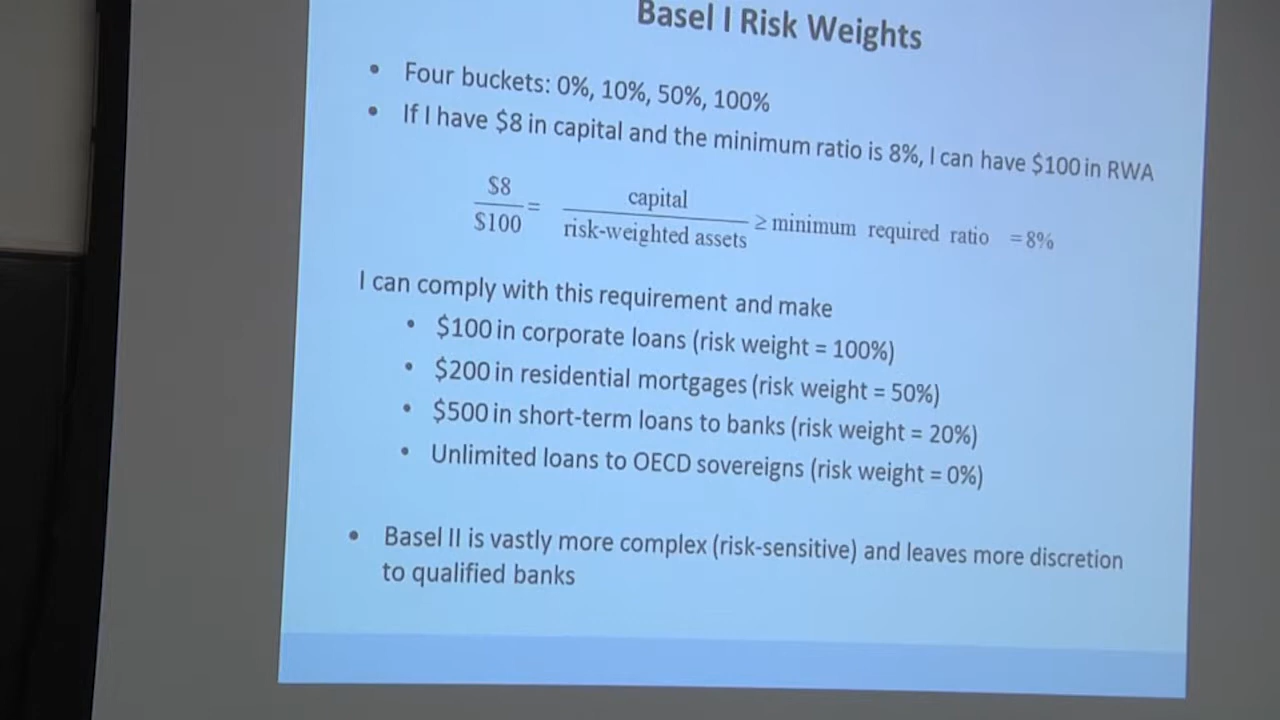 Basel I Risk Weights
• Four buckets: 0%, 10%, 50%, 100%
• If I have $8 in capital and the minimum ratio is 8%, I can have $100 in RWA
$8 / $100 = capital / risk-weighted assets ≥ minimum required ratio = 8%
I can comply with this requirement and make
• $100 in corporate loans (risk weight = 100%)
• $200 in residential mortgages (risk weight = 50%)
• $500 in short-term loans to banks (risk weight = 20%)
• Unlimited loans to OECD sovereigns (risk weight = 0%)
• Basel II is vastly more complex (risk-sensitive) and leaves more discretion
to qualified banks